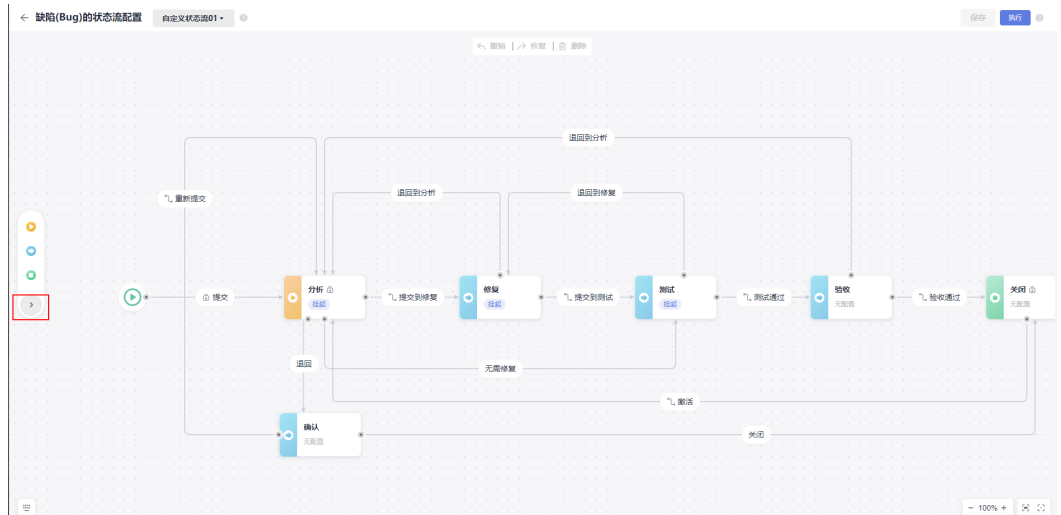 缺陷(Bug)的状态流配置 自定义状态流01
保存 执行
撤销 恢复 删除
退回到分析
退回到分析 退回到修复
重新提交
提交 分析 提交到修复 修复 提交到测试 测试 测试通过 验收 验收通过 关闭
挂起 挂起 挂起 无配置 无配置
退回
无需修复
激活
确认
无配置
关闭
- 100% +